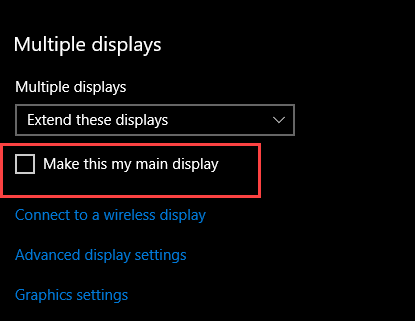 Multiple displays
Multiple displays
Extend these displays
Make this my main display
Connect to a wireless display
Advanced display settings
Graphics settings